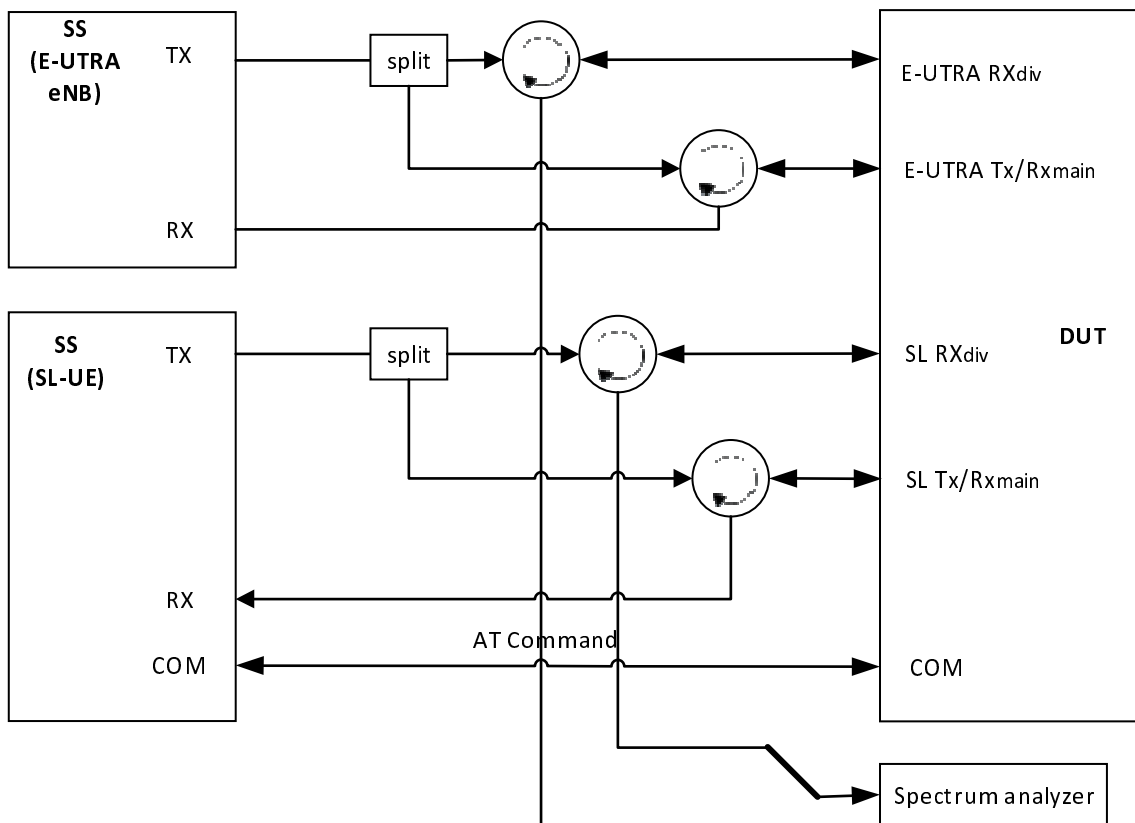 SS
(E-UTRA
eNB)
TX
RX
split
E-UTRA RXdiv
E-UTRA Tx/Rxmain
SS
(SL-UE)
TX
split
SL RXdiv
DUT
SL Tx/Rxmain
RX
AT Command
COM
COM
Spectrum analyzer